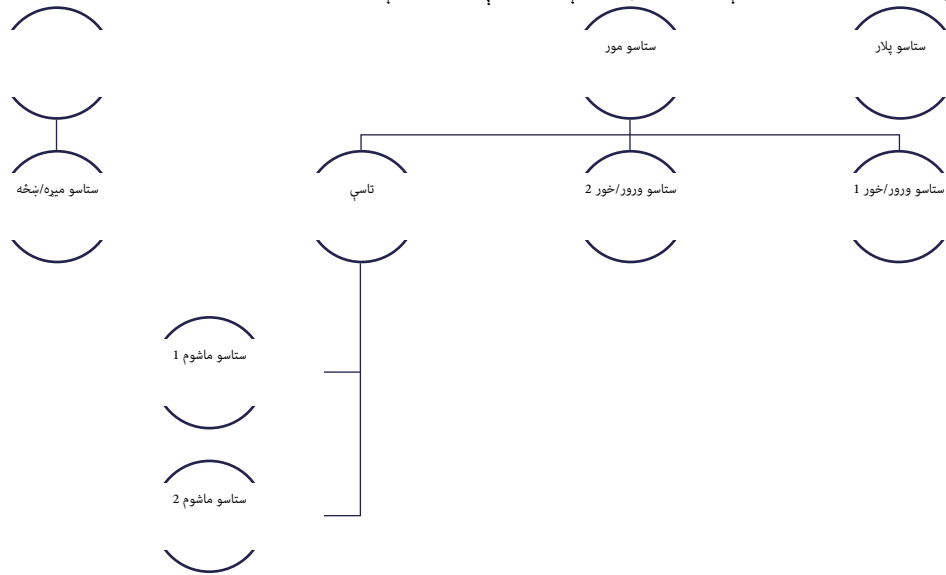 ستاسو پلار
ستاسو مور
ستاسو ورور/خور 1
ستاسو ورور/خور 2
تاسې
ستاسو میړه/ښځه
ستاسو ماشوم 1
ستاسو ماشوم 2